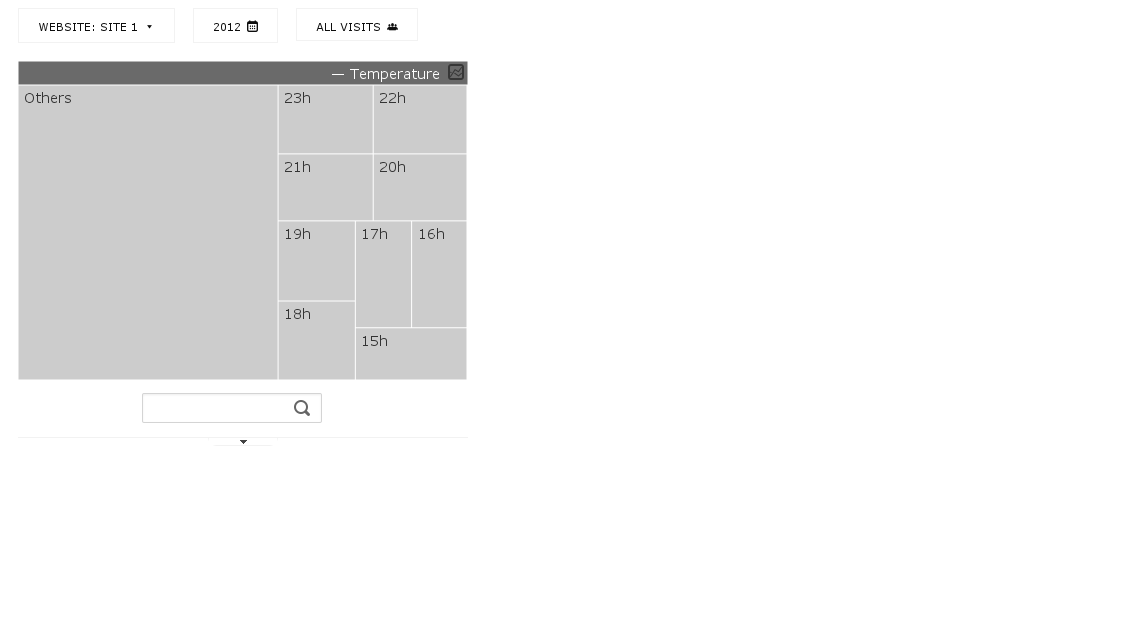 WEBSITE: SITE 1
2012
ALL VISITS
— Temperature
Others
23h
22h
21h
20h
19h
17h
16h
18h
15h